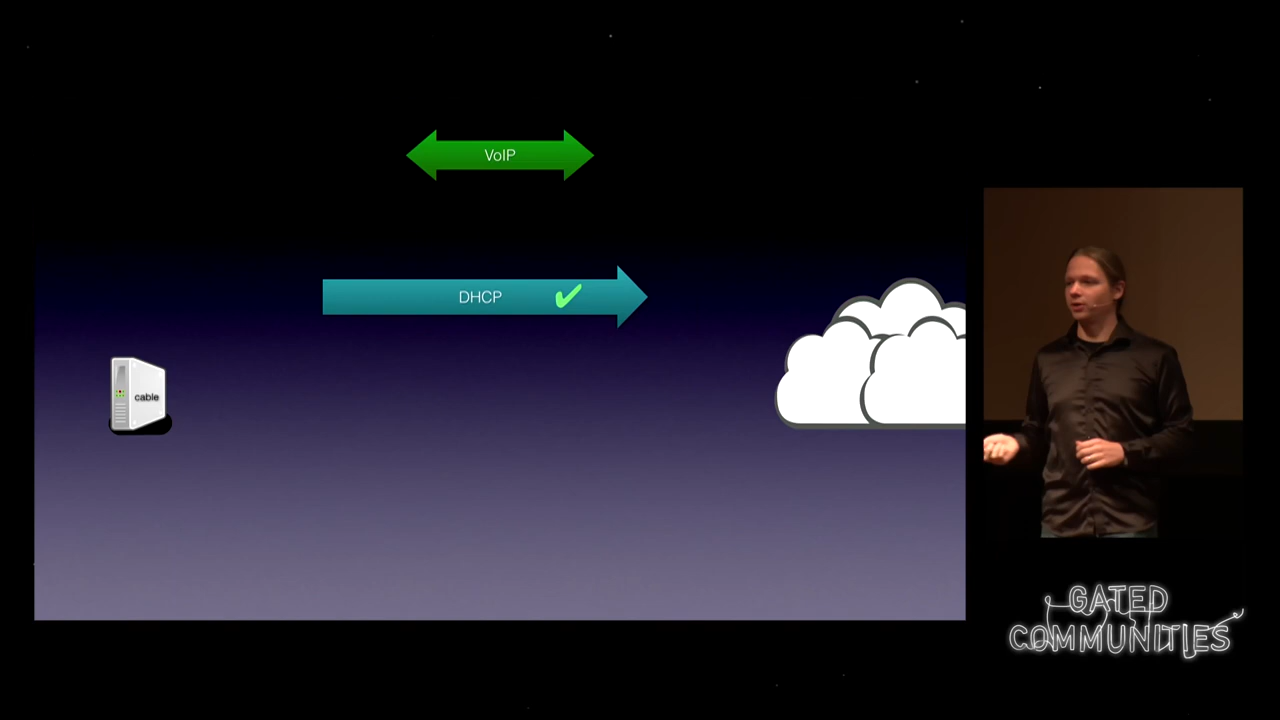 VoIP
DHCP
cable
GATED
COMMUNITIES